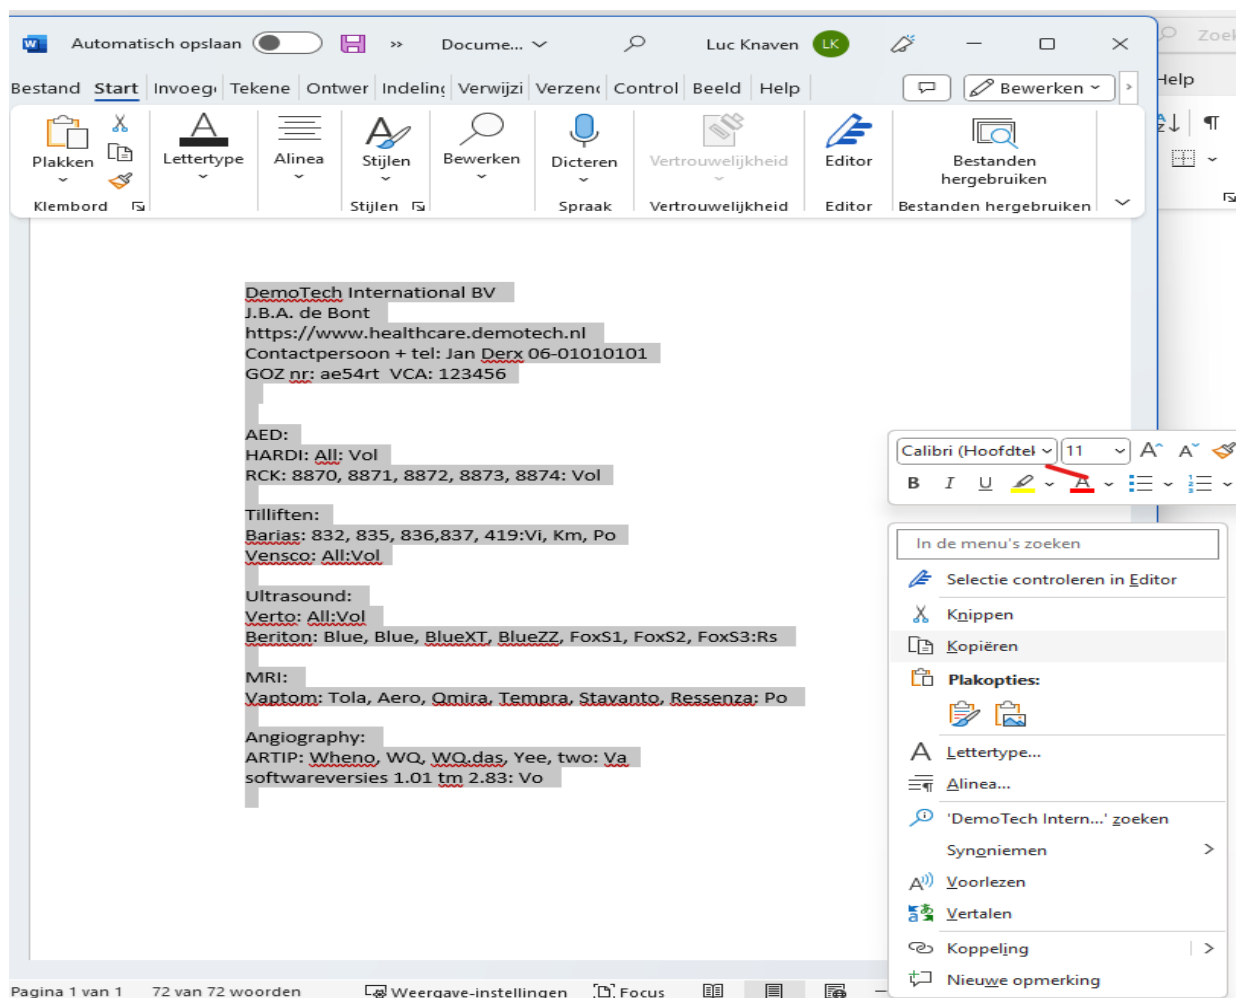 Automatisch opslaan
»
Docume...
Luc Knaven
LK
Zoek
Bestand Start Invoeg Tekene Ontwer Indelin Verwijzi Verzen Control Beeld Help
Bewerken
Help
Plakken
Lettertype
Alinea
Stijlen
Bewerken
Dicteren
Vertrouwelijkheid
Editor
Bestanden
hergebruiken
Klembord
Stijlen
Spraak
Vertrouwelijkheid
Editor
Bestanden hergebruiken
DemoTech International BV
J.B.A. de Bont
https://www.healthcare.demotech.nl
Contactpersoon + tel: Jan Derx 06-01010101
GOZ nr: ae54rt  VCA: 123456
AED:
HARDI: All: Vol
RCK: 8870, 8871, 8872, 8873, 8874: Vol
Tilliften:
Barias: 832, 835, 836,837, 419:Vi, Km, Po
Vensco: All:Vol
Ultrasound:
Verto: All:Vol
Beriton: Blue, Blue, BlueXT, BlueZZ, FoxS1, FoxS2, FoxS3:Rs
MRI:
Vaptom: Tola, Aero, Qmira, Tempra, Stavanto, Ressenza: Po
Angiography:
ARTIP: Wheno, WQ, WQ.das, Yee, two: Va
softwareversies 1.01 tm 2.83: Vo
Calibri (Hoofdtek
11
A A
B I U A
In de menu's zoeken
Selectie controleren in Editor
Knippen
Kopiëren
Plakopties:
Lettertype...
Alinea...
'DemoTech Intern...' zoeken
Synoniemen
Voorlezen
Vertalen
Koppeling
Nieuwe opmerking
Pagina 1 van 1
72 van 72 woorden
Weergave-instellingen
Focus